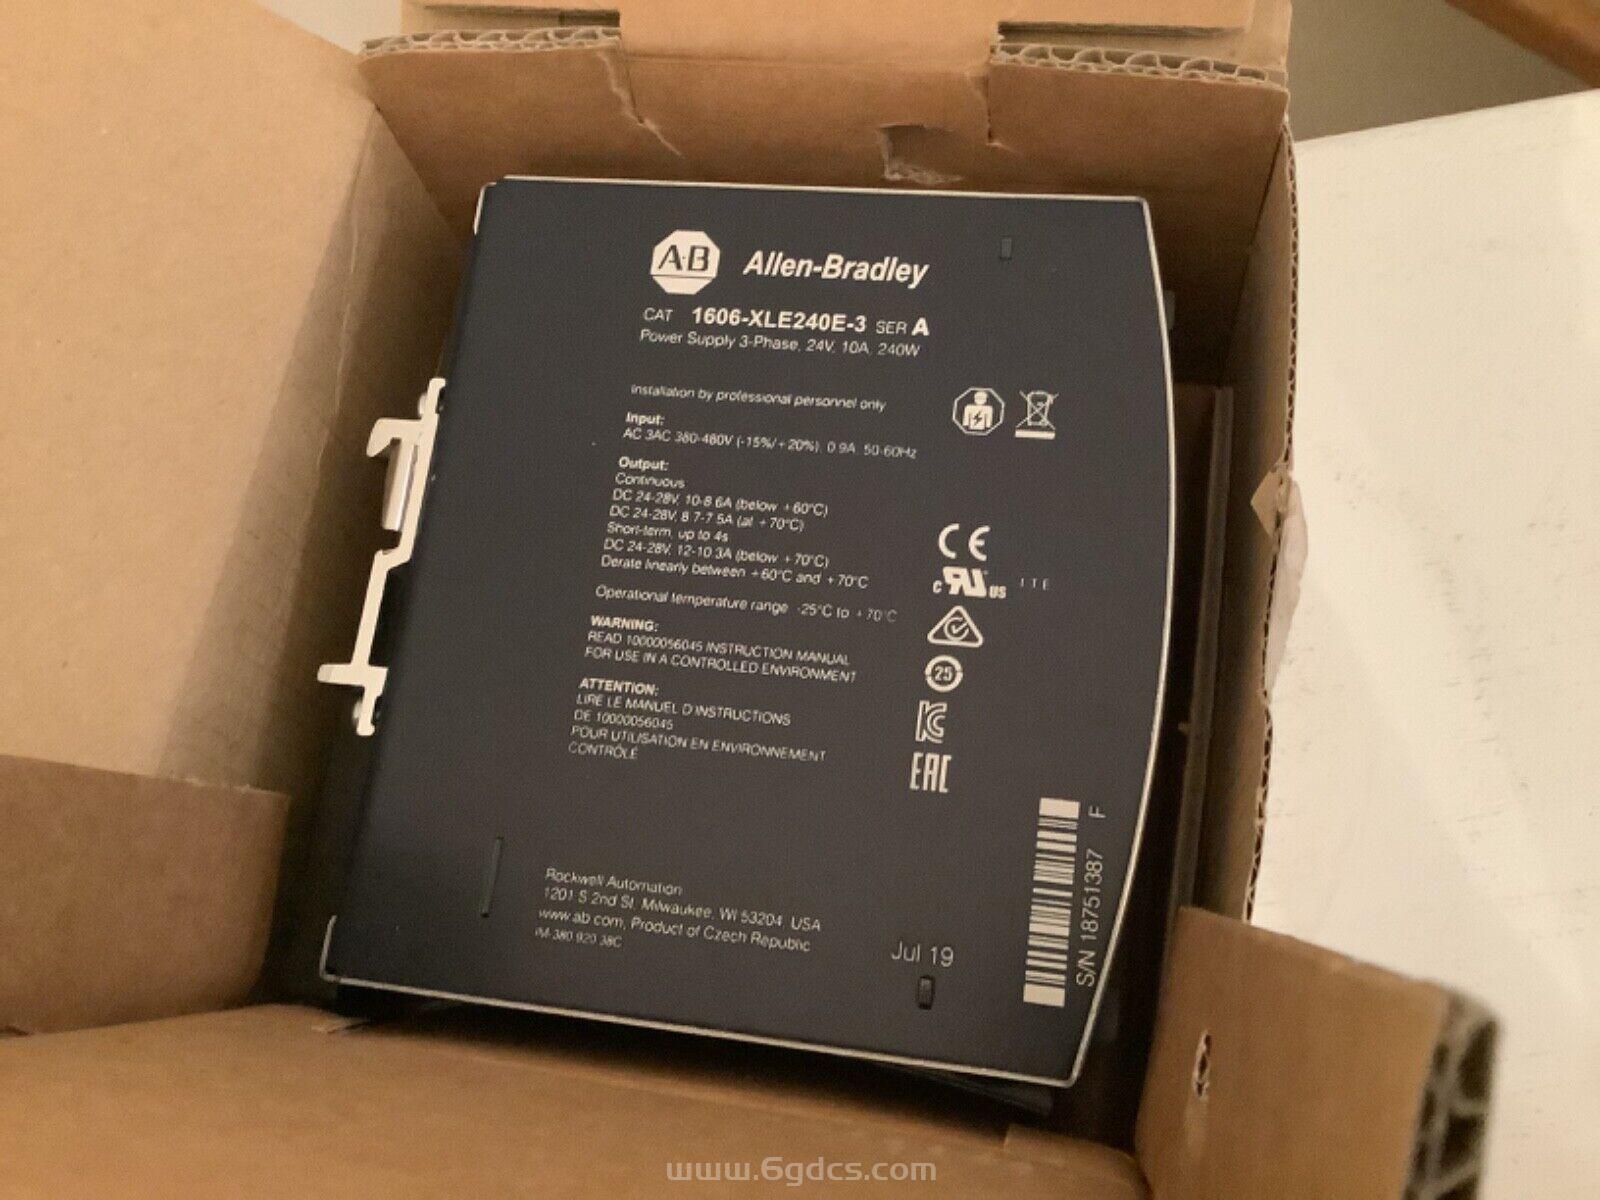 A·B Allen-Bradley
CAT 1606-XLE240E-3 SER A
Power Supply 3-Phase, 24V, 10A, 240W
Installation by professional personnel only
Input:
AC 3AC 380-480V (-15%/+20%), 0.9A, 50-60Hz
Output:
Continuous
DC 24-28V, 10-8.6A (below +60°C)
DC 24-28V, 8.7-7.5A (at +70°C)
Short-term, up to 4s
DC 24-28V, 12-10.3A (below +70°C)
Derate linearly between +60°C and +70°C
Operational temperature range -25°C to +70°C
WARNING:
READ 10000056045 INSTRUCTION MANUAL
FOR USE IN A CONTROLLED ENVIRONMENT
ATTENTION:
LIRE LE MANUEL D'INSTRUCTIONS
DE 10000056045
POUR UTILISATION EN ENVIRONNEMENT
CONTRÔLÉ
CE
c RU US I T E
25
KC
EAC
Rockwell Automation
1201 S 2nd St, Milwaukee, WI 53204 USA
www.ab.com, Product of Czech Republic
IM-380.920.38C
Jul 19
S/N 18751387 F
www.6gdcs.com